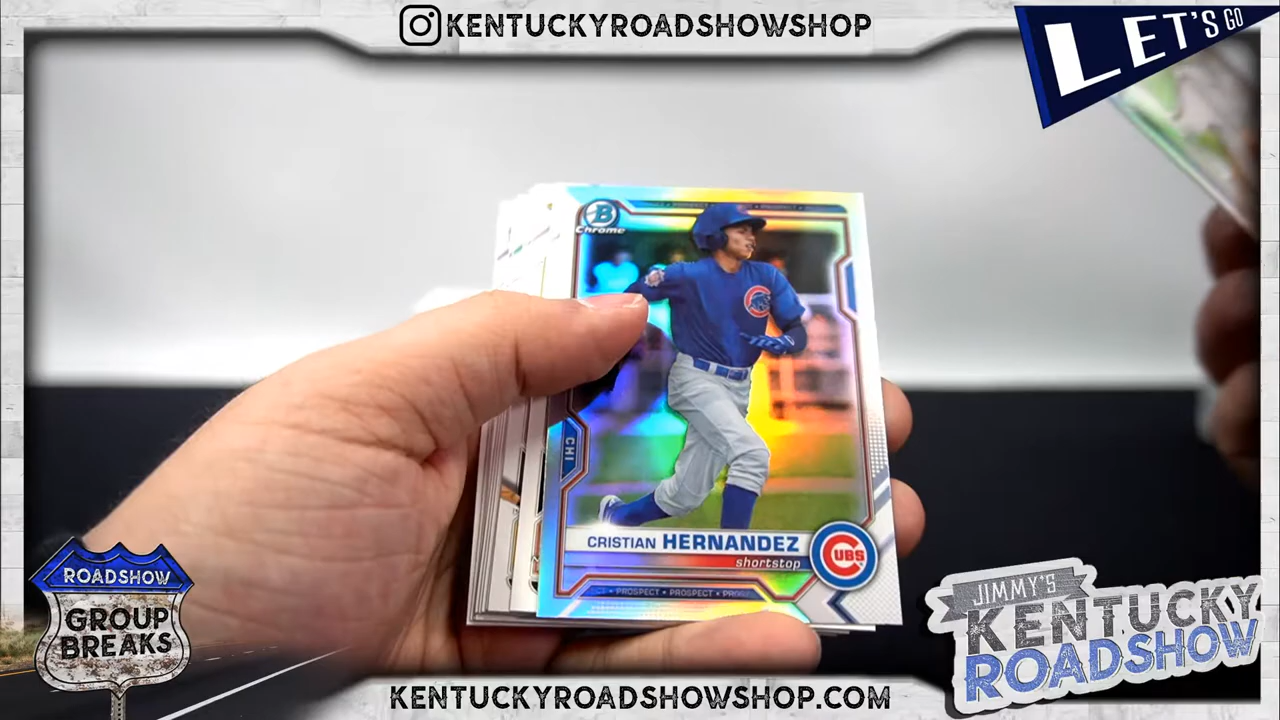 KENTUCKYROADSHOWSHOP
LET'S GO
B
Chrome
CHI
CRISTIAN HERNANDEZ
shortstop
CUBS
PROSPECT • PROSPECT
ROADSHOW
GROUP
BREAKS
JIMMY'S
KENTUCKY
ROADSHOW
KENTUCKYROADSHOWSHOP.COM